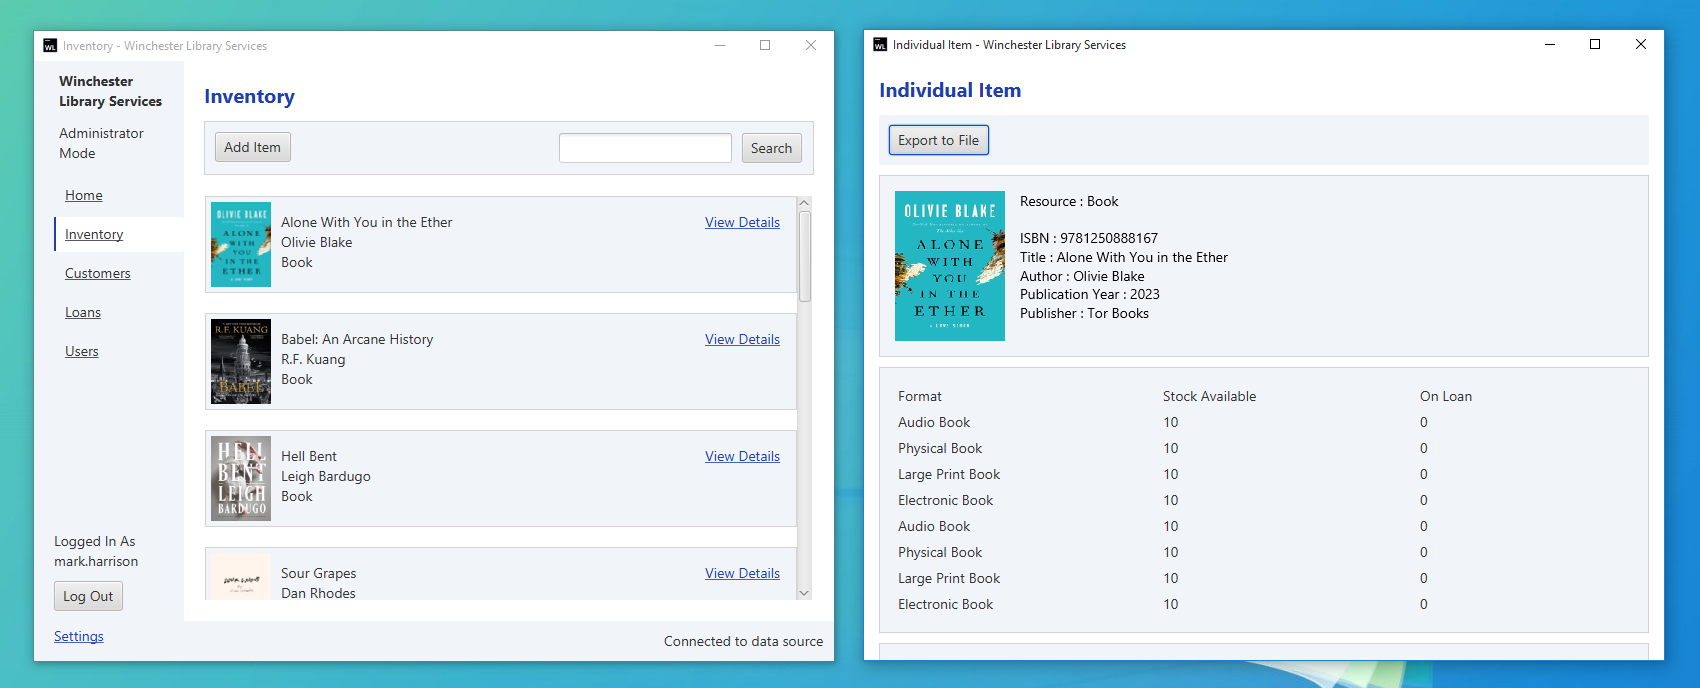 WL Inventory - Winchester Library Services
Winchester
Library Services
Administrator
Mode
Home
Inventory
Customers
Loans
Users
Logged In As
mark.harrison
Log Out
Settings
Inventory
Add Item
Search
OLIVIE BLAKE
ALONE
WITH
YOU
IN THE
ETHER
Alone With You in the Ether
Olivie Blake
Book
View Details
R.F. KUANG
BABEL
Babel: An Arcane History
R.F. Kuang
Book
View Details
HELL
BENT
LEIGH
BARDUGO
Hell Bent
Leigh Bardugo
Book
View Details
Sour Grapes
Dan Rhodes
View Details
Connected to data source
WL Individual Item - Winchester Library Services
Individual Item
Export to File
OLIVIE BLAKE
ALONE
WITH
YOU
IN THE
ETHER
A LOVE STORY
Resource : Book
ISBN : 9781250888167
Title : Alone With You in the Ether
Author : Olivie Blake
Publication Year : 2023
Publisher : Tor Books
Format Stock Available On Loan
Audio Book 10 0
Physical Book 10 0
Large Print Book 10 0
Electronic Book 10 0
Audio Book 10 0
Physical Book 10 0
Large Print Book 10 0
Electronic Book 10 0